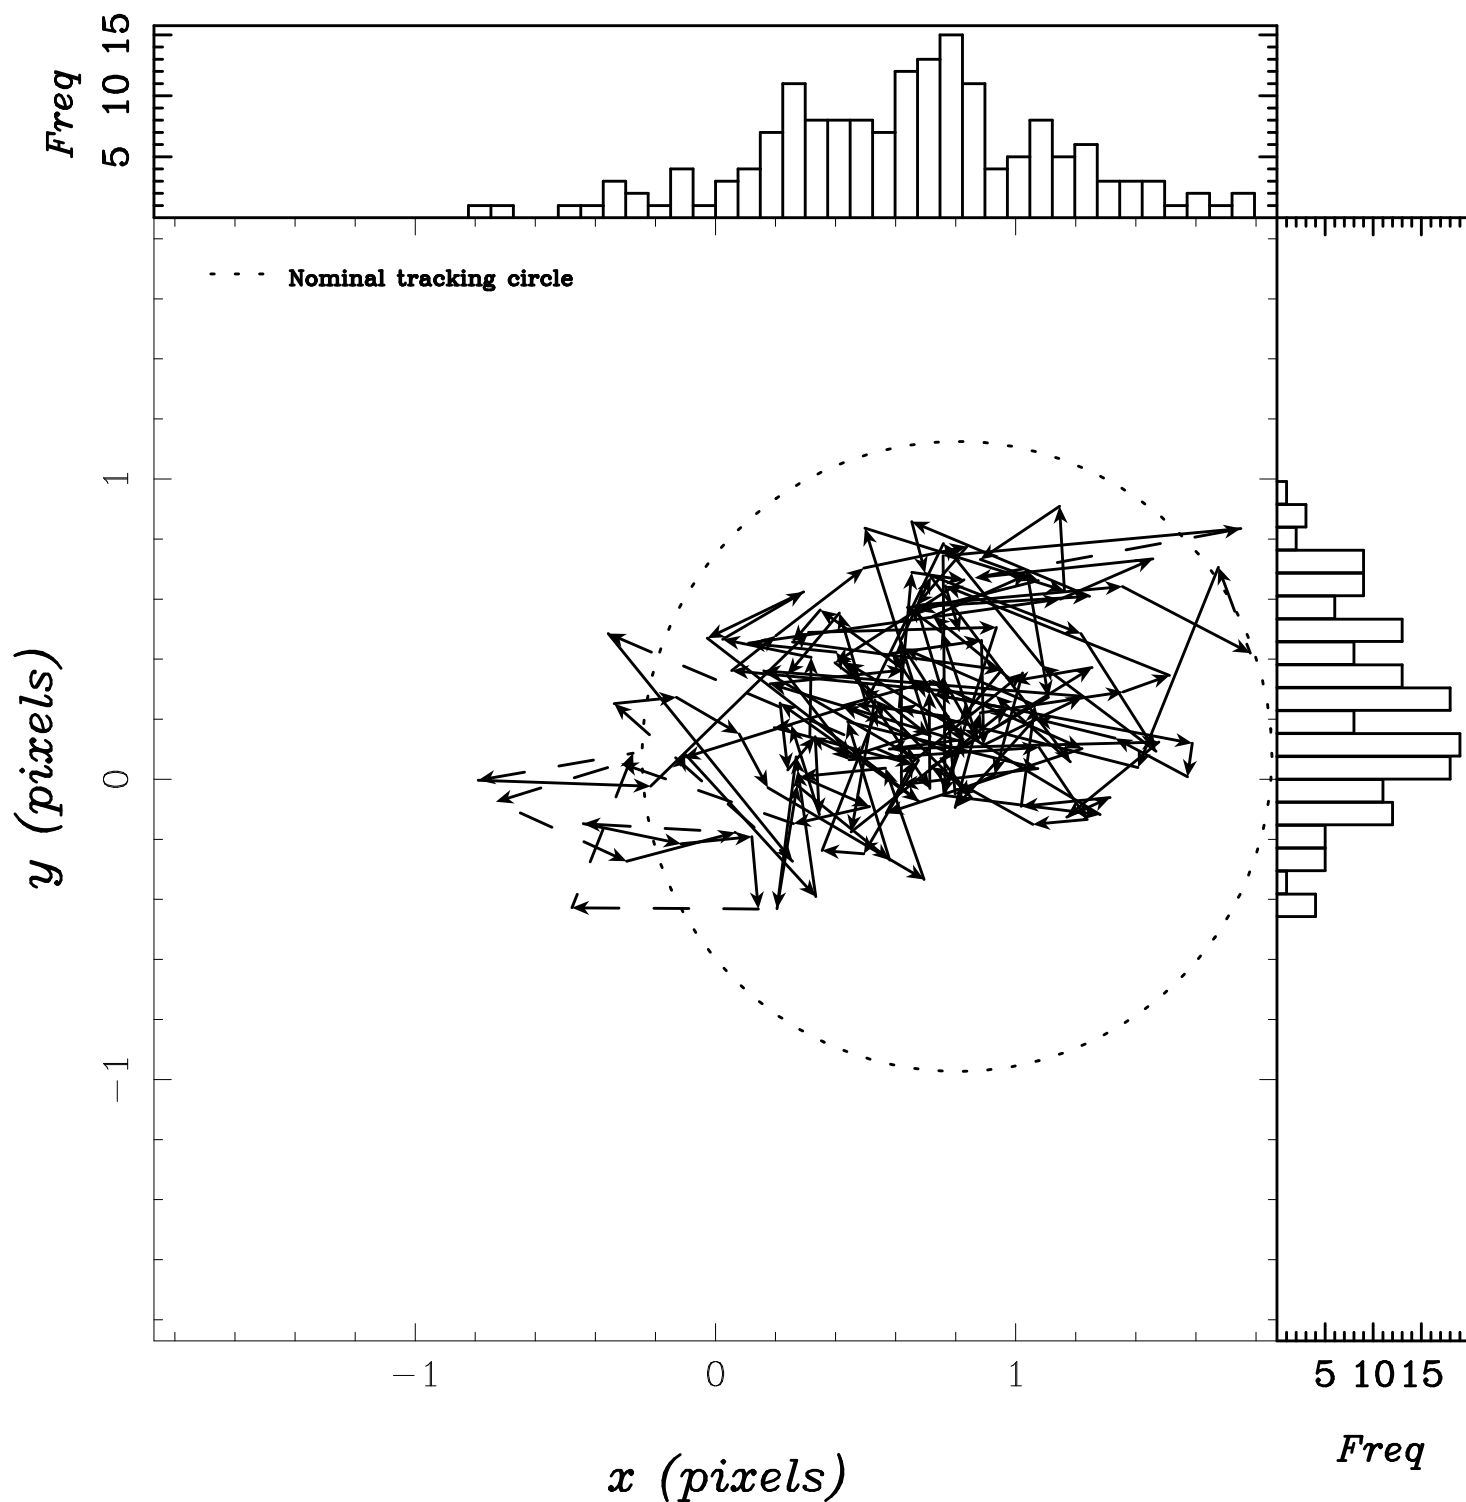 Freq
5 10 15
Nominal tracking circle
y (pixels)
1
0
−1
−1 0 1
5 10 15
x (pixels)
Freq